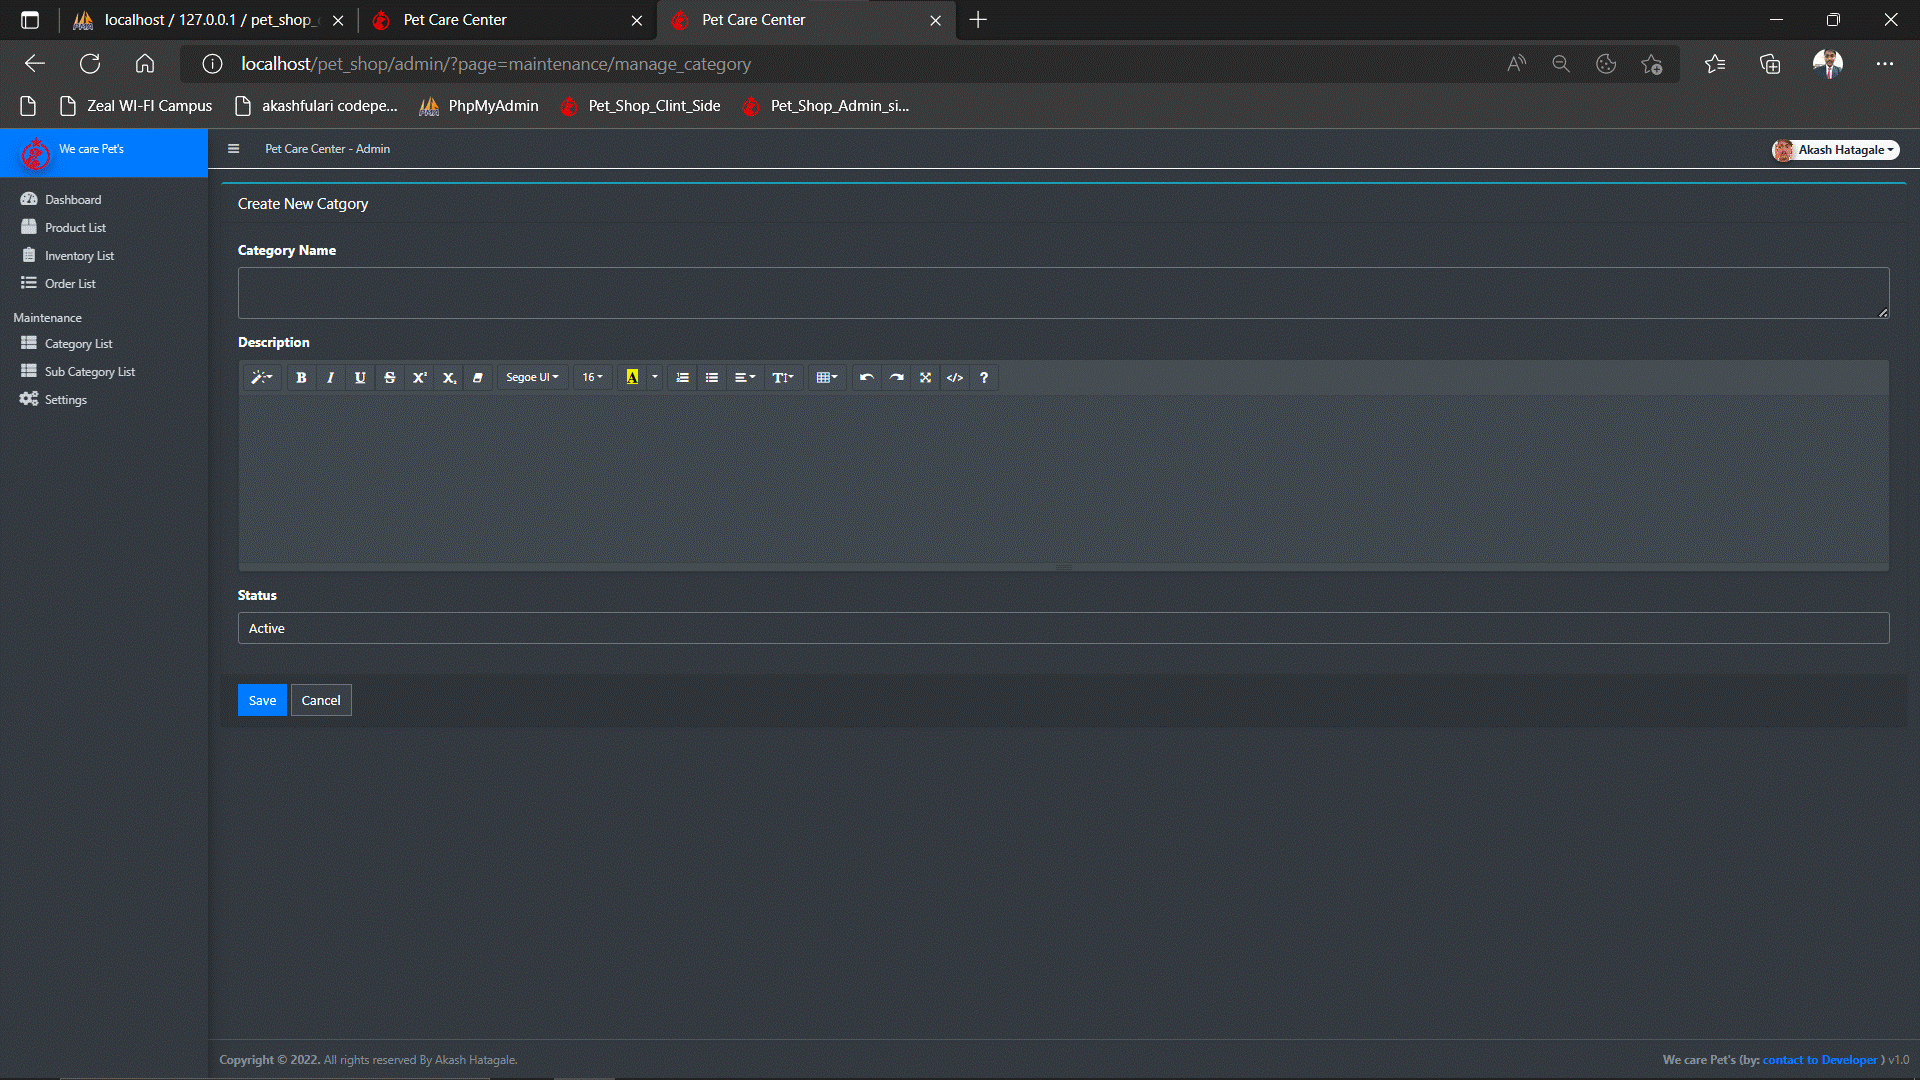 localhost / 127.0.0.1 / pet_shop_
Pet Care Center
Pet Care Center
localhost/pet_shop/admin/?page=maintenance/manage_category
Zeal WI-FI Campus
akashfulari codepe...
PhpMyAdmin
Pet_Shop_Clint_Side
Pet_Shop_Admin_si...
We care Pet's
Pet Care Center - Admin
Akash Hatagale
Dashboard
Product List
Inventory List
Order List
Maintenance
Category List
Sub Category List
Settings
Create New Catgory
Category Name
Description
B I U S X² X₂ Segoe UI 16 A T </> ?
Status
Active
Save
Cancel
Copyright © 2022. All rights reserved By Akash Hatagale.
We care Pet's (by: contact to Developer ) v1.0